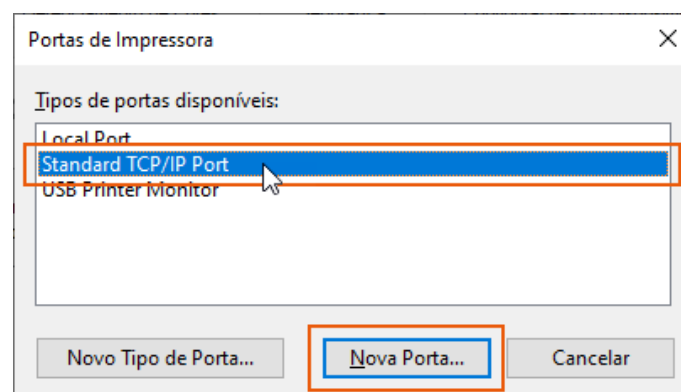 Portas de Impressora
Tipos de portas disponíveis:
Local Port
Standard TCP/IP Port
USB Printer Monitor
Novo Tipo de Porta...
Nova Porta...
Cancelar